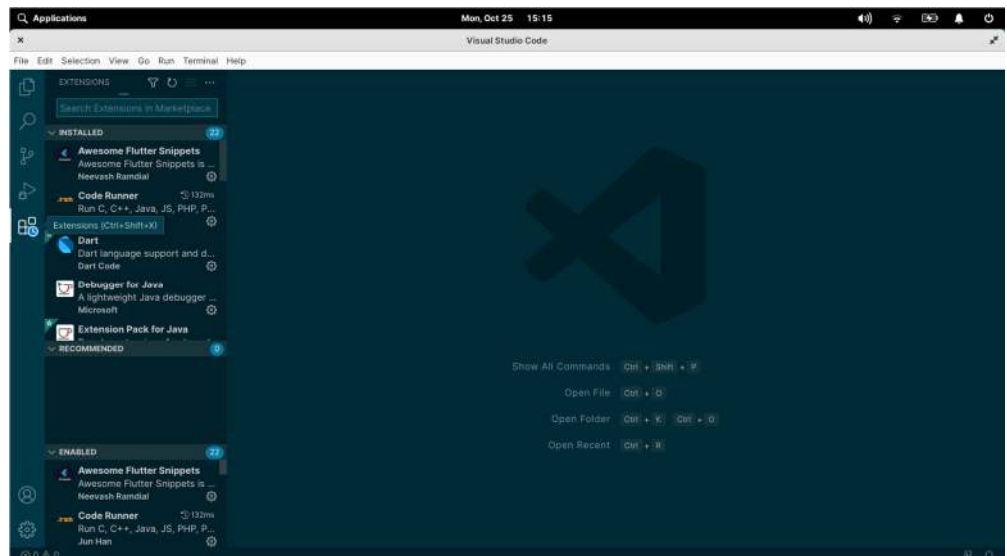 Applications
Mon, Oct 25 15:15
Visual Studio Code
File Edit Selection View Go Run Terminal Help
EXTENSIONS
Search Extensions in Marketplace
INSTALLED 22
Awesome Flutter Snippets
Awesome Flutter Snippets is ...
Neevash Ramdial
.run Code Runner 132ms
Run C, C++, Java, JS, PHP, P...
Extensions (Ctrl+Shift+X)
Dart
Dart language support and d...
Dart Code
Debugger for Java
A lightweight Java debugger ...
Microsoft
Extension Pack for Java
RECOMMENDED 0
ENABLED 22
Awesome Flutter Snippets
Awesome Flutter Snippets is ...
Neevash Ramdial
.run Code Runner 132ms
Run C, C++, Java, JS, PHP, P...
Jun Han
Show All Commands Ctrl + Shift + P
Open File Ctrl + O
Open Folder Ctrl + K Ctrl + O
Open Recent Ctrl + R
0 0